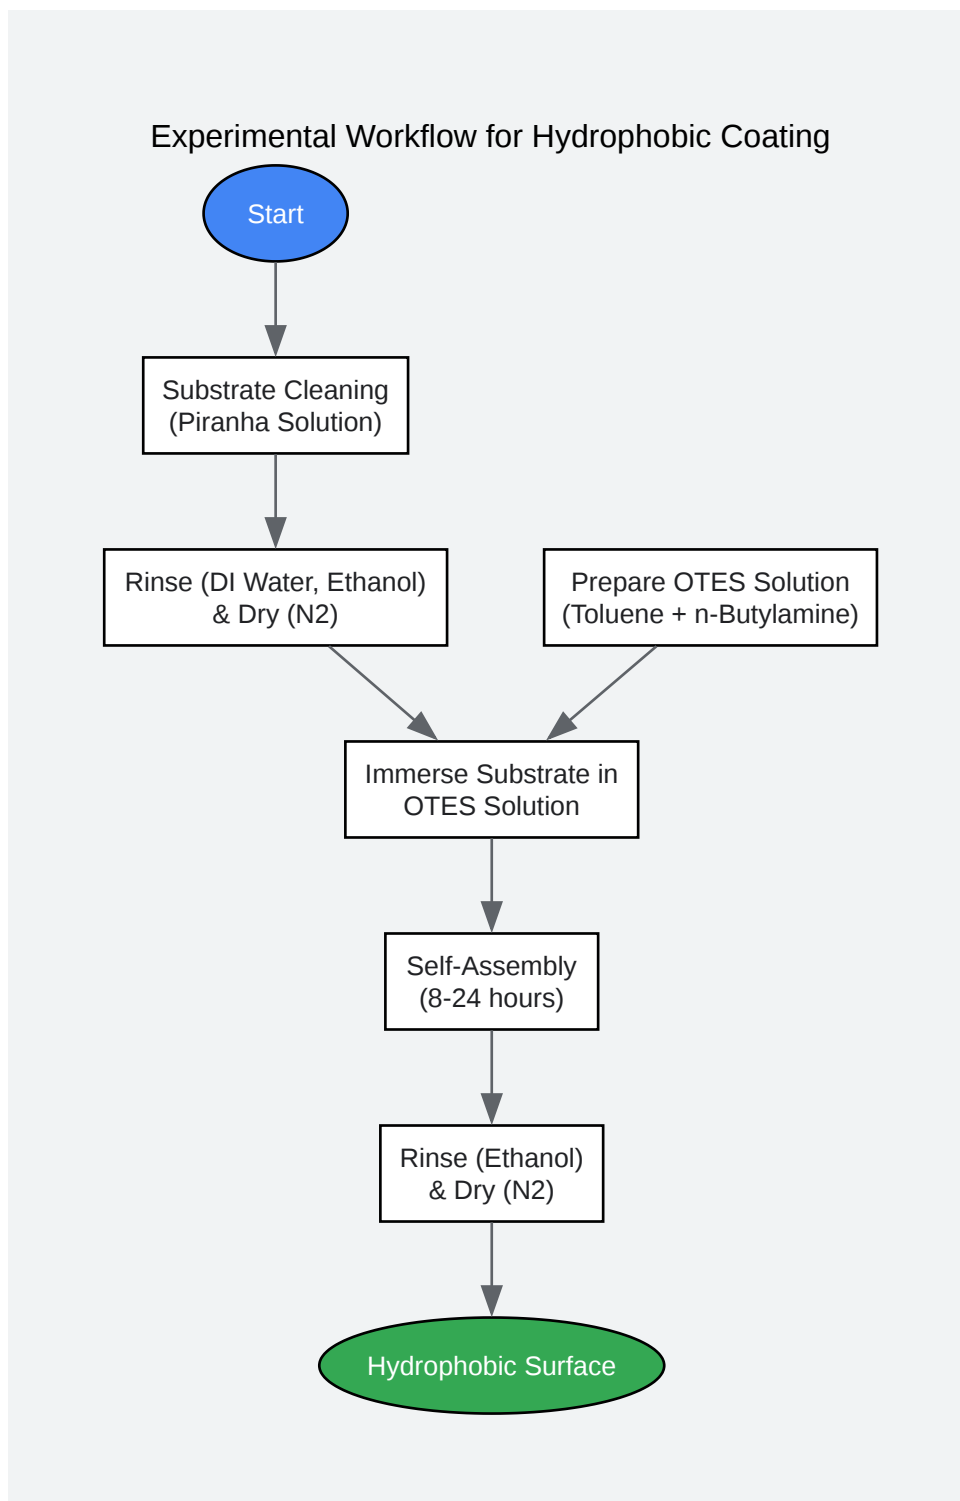 Experimental Workflow for Hydrophobic Coating
Start
Substrate Cleaning
(Piranha Solution)
Rinse (DI Water, Ethanol)
& Dry (N2)
Prepare OTES Solution
(Toluene + n-Butylamine)
Immerse Substrate in
OTES Solution
Self-Assembly
(8-24 hours)
Rinse (Ethanol)
& Dry (N2)
Hydrophobic Surface